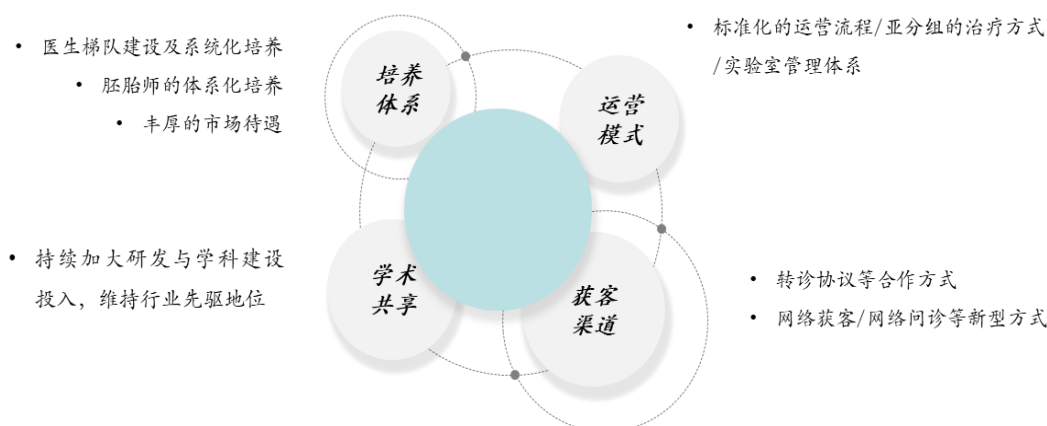 • 医生梯队建设及系统化培养
• 胚胎师的体系化培养
• 丰厚的市场待遇
培养
体系
运营
模式
• 标准化的运营流程/亚分组的治疗方式
/实验室管理体系
• 持续加大研发与学科建设
投入，维持行业先驱地位
学术
共享
获客
渠道
• 转诊协议等合作方式
• 网络获客/网络问诊等新型方式